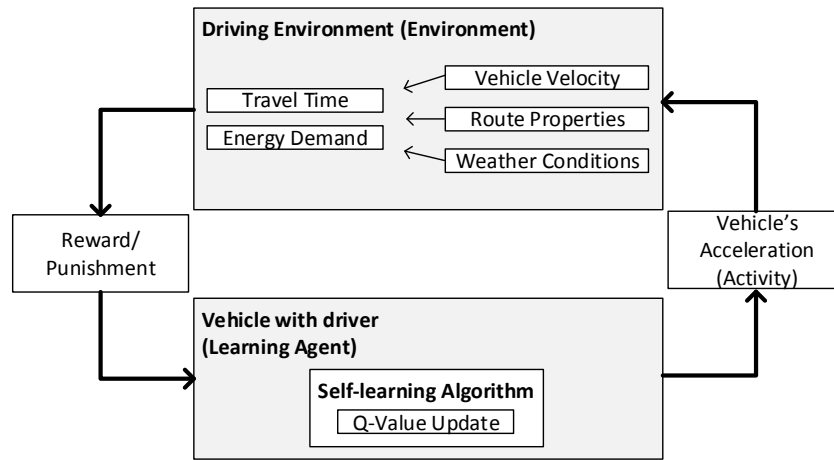 Driving Environment (Environment)
Travel Time
Energy Demand
Vehicle Velocity
Route Properties
Weather Conditions
Reward/
Punishment
Vehicle's
Acceleration
(Activity)
Vehicle with driver
(Learning Agent)
Self-learning Algorithm
Q-Value Update